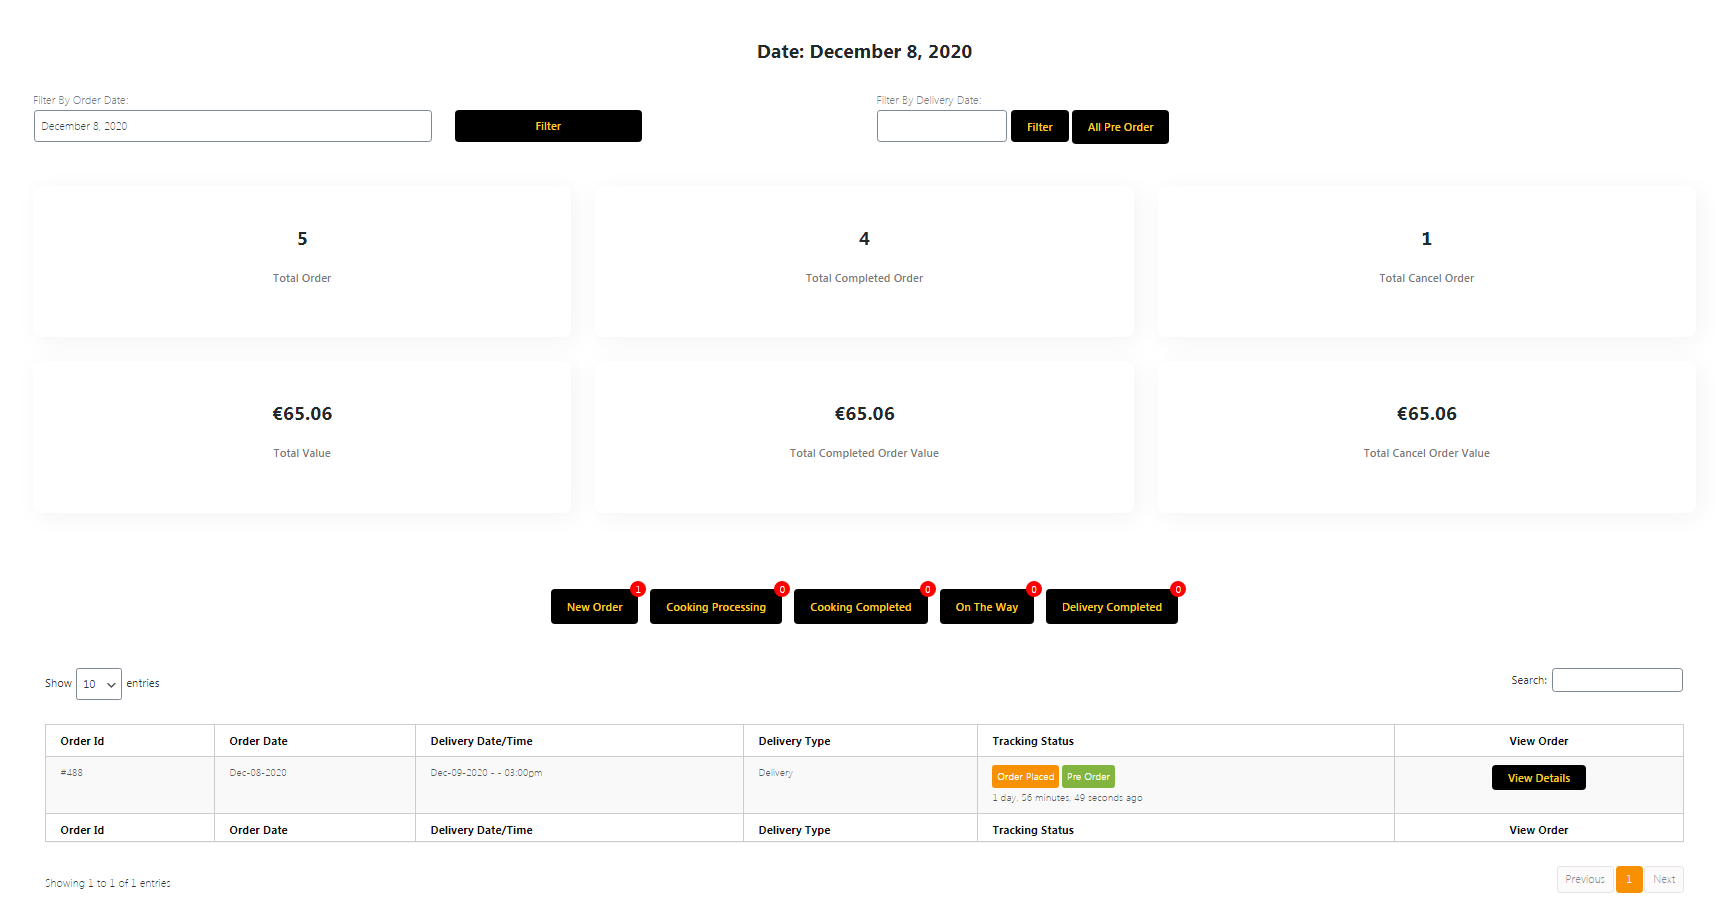 Date: December 8, 2020
Filter By Order Date:
December 8, 2020
Filter
Filter By Delivery Date:
Filter
All Pre Order
5
Total Order
4
Total Completed Order
1
Total Cancel Order
€65.06
Total Value
€65.06
Total Completed Order Value
€65.06
Total Cancel Order Value
New Order 1
Cooking Processing 0
Cooking Completed 0
On The Way 0
Delivery Completed 0
Show 10 entries
Search:
Order Id Order Date Delivery Date/Time Delivery Type Tracking Status View Order
#488 Dec-08-2020 Dec-09-2020 - - 03:00pm Delivery Order Placed Pre Order View Details
1 day, 56 minutes, 49 seconds ago
Order Id Order Date Delivery Date/Time Delivery Type Tracking Status View Order
Showing 1 to 1 of 1 entries
Previous 1 Next